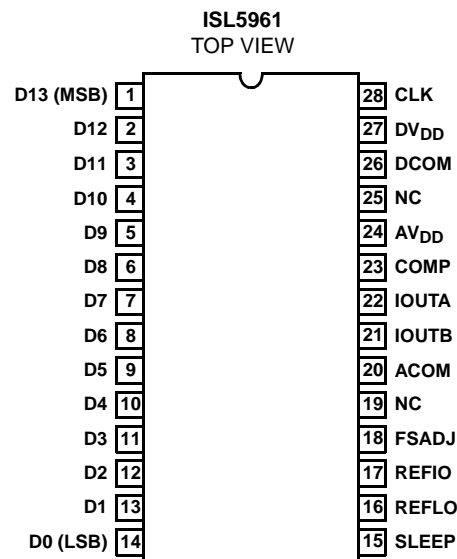 ISL5961
TOP VIEW
D13 (MSB) 1 28 CLK
D12 2 27 DVDD
D11 3 26 DCOM
D10 4 25 NC
D9 5 24 AVDD
D8 6 23 COMP
D7 7 22 IOUTA
D6 8 21 IOUTB
D5 9 20 ACOM
D4 10 19 NC
D3 11 18 FSADJ
D2 12 17 REFIO
D1 13 16 REFLO
D0 (LSB) 14 15 SLEEP